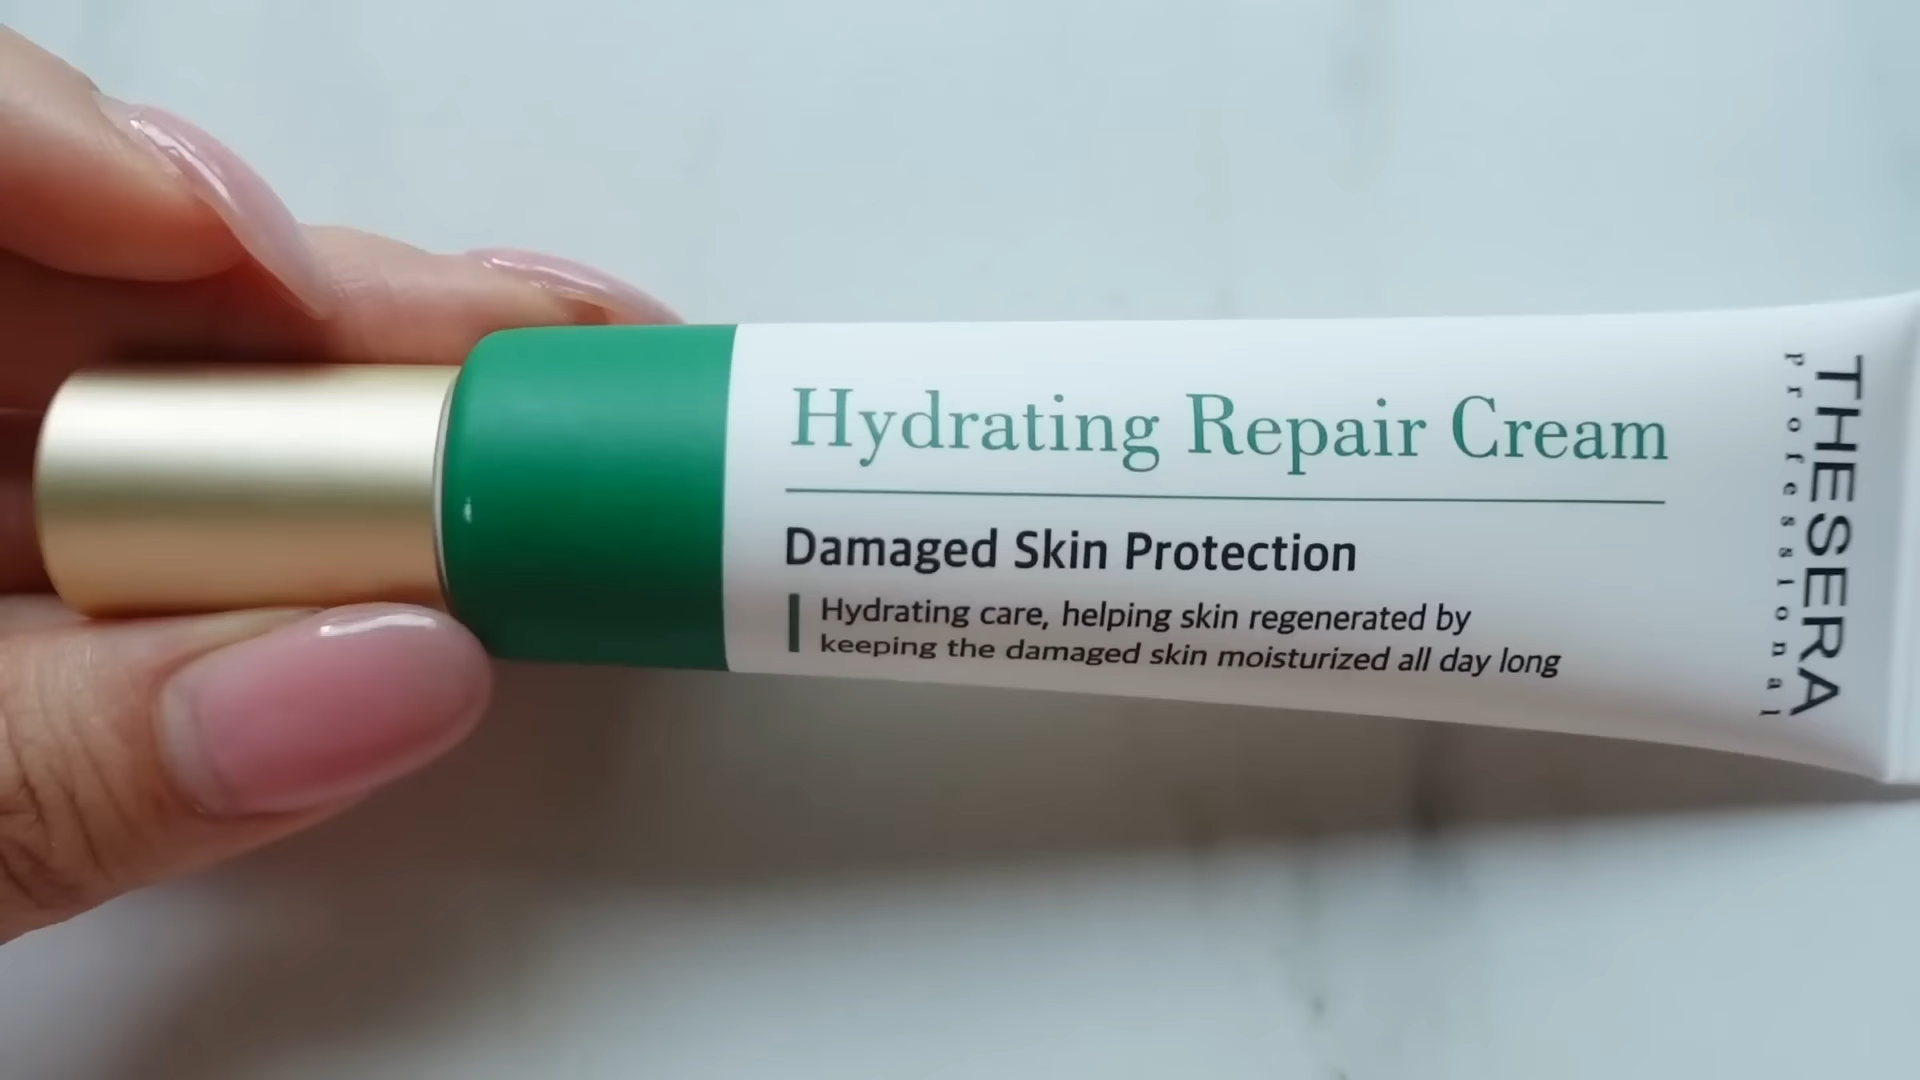 Hydrating Repair Cream
Damaged Skin Protection
Hydrating care, helping skin regenerated by
keeping the damaged skin moisturized all day long
THESERA
Professional